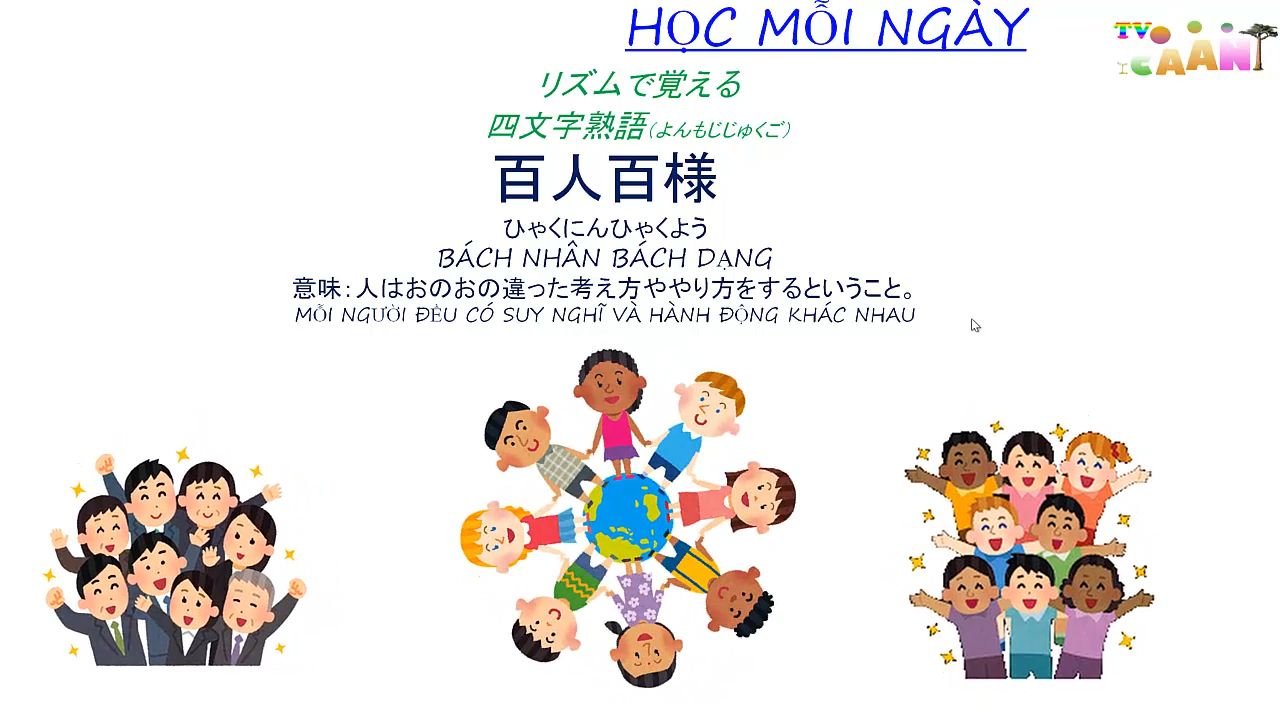 HỌC MỖI NGÀY
TV CAAN
リズムで覚える
四文字熟語(よんもじじゅくご)
百人百様
ひゃくにんひゃくよう
BÁCH NHÂN BÁCH DẠNG
意味:人はおのおの違った考え方ややり方をするということ。
MỖI NGƯỜI ĐỀU CÓ SUY NGHĨ VÀ HÀNH ĐỘNG KHÁC NHAU